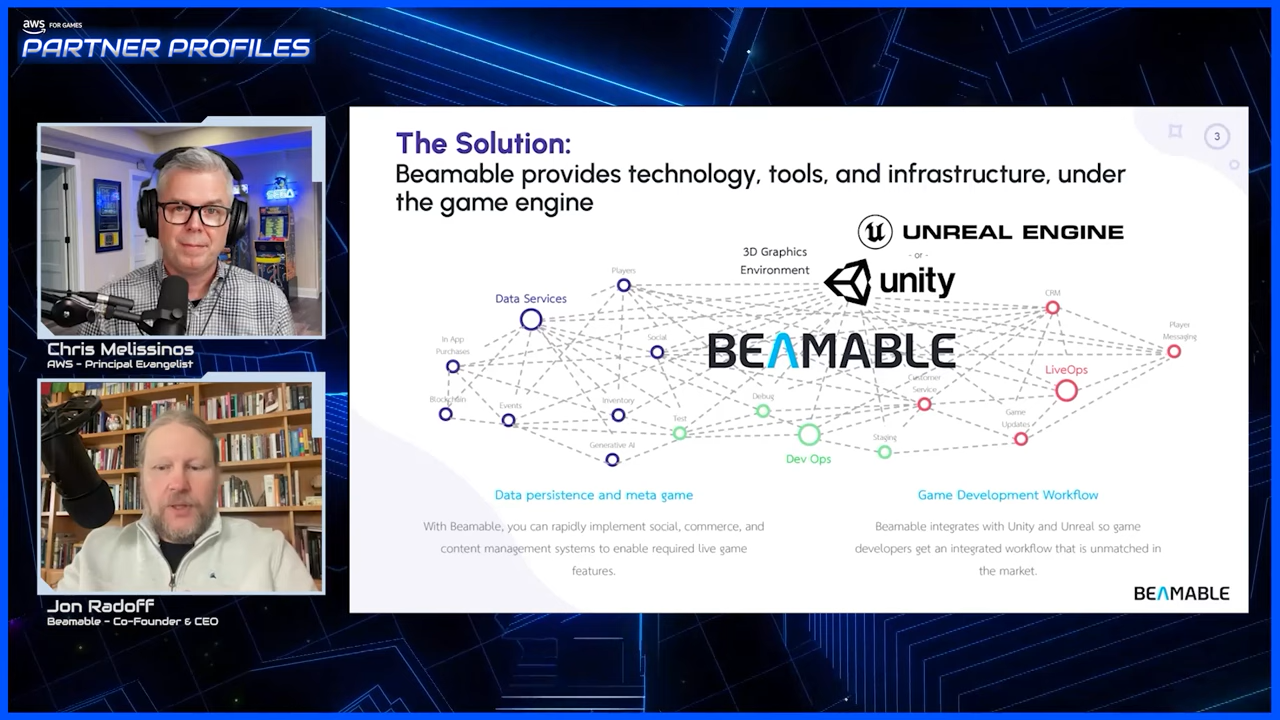 aws FOR GAMES
PARTNER PROFILES
SEGA
Chris Melissinos
AWS - Principal Evangelist
Jon Radoff
Beamable - Co-Founder & CEO
3
The Solution:
Beamable provides technology, tools, and infrastructure, under
the game engine
UNREAL ENGINE
- or -
3D Graphics
Environment
unity
BEAMABLE
Players
Data Services
CRM
Player
Messaging
Social
In App
Purchases
LiveOps
Customer
Service
Blockchain
Events
Inventory
Debug
Game
Updates
Test
Generative AI
Staging
Dev Ops
Data persistence and meta game
With Beamable, you can rapidly implement social, commerce, and
content management systems to enable required live game
features.
Game Development Workflow
Beamable integrates with Unity and Unreal so game
developers get an integrated workflow that is unmatched in
the market.
BEAMABLE